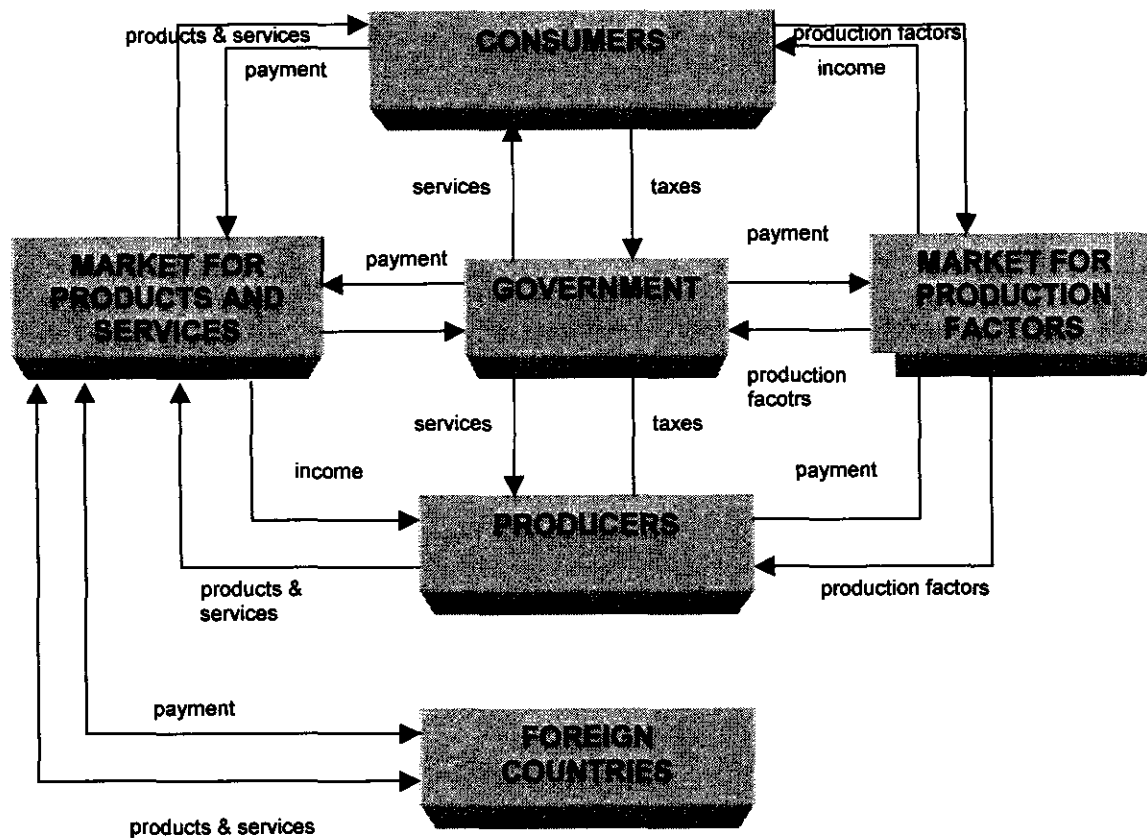 CONSUMERS
products & services
production factors
payment
income
services
taxes
MARKET FOR
PRODUCTS AND
SERVICES
payment
GOVERNMENT
payment
MARKET FOR
PRODUCTION
FACTORS
production
facotrs
services
taxes
income
payment
PRODUCERS
products &
services
production factors
payment
FOREIGN
COUNTRIES
products & services